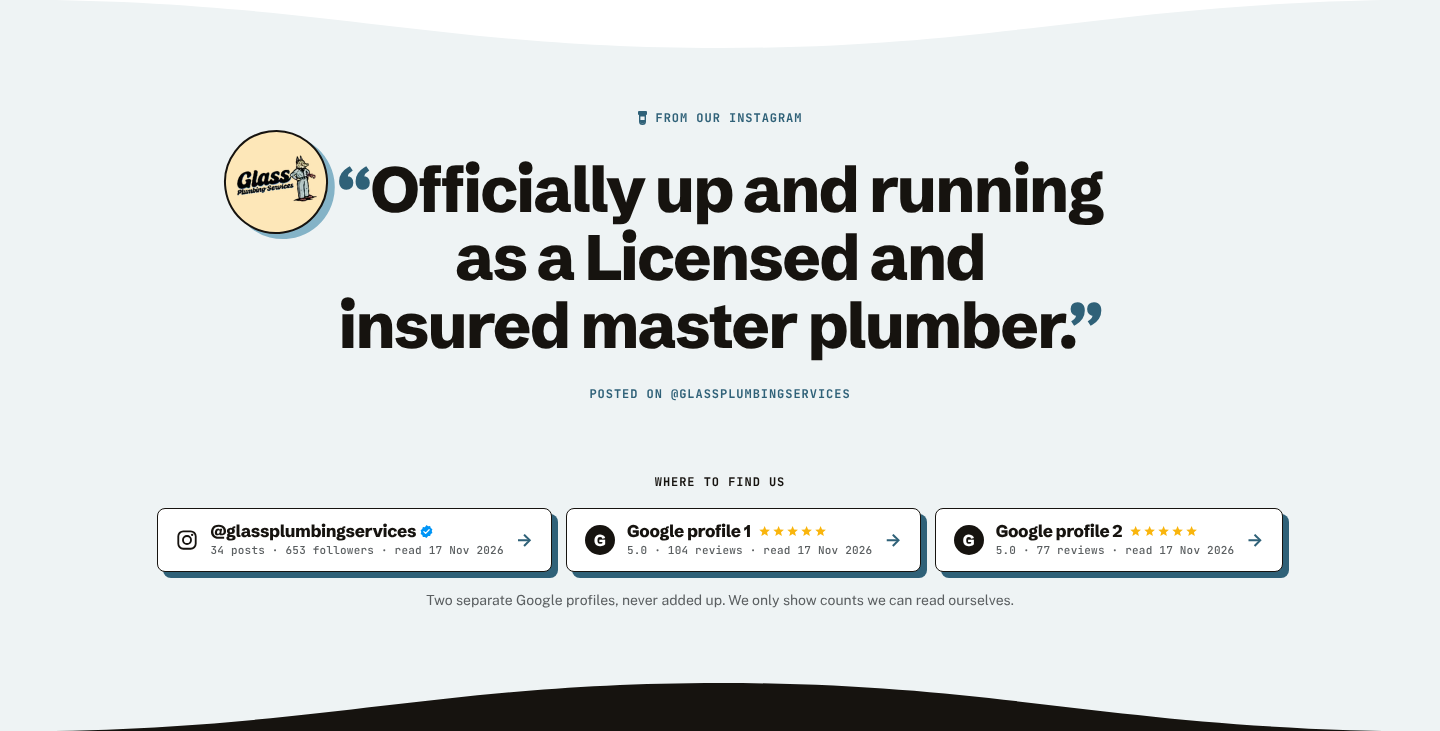 FROM OUR INSTAGRAM
Glass
Plumbing Services
“Officially up and running
as a Licensed and
insured master plumber.”
POSTED ON @GLASSPLUMBINGSERVICES
WHERE TO FIND US
@glassplumbingservices
34 posts · 653 followers · read 17 Nov 2026
G
Google profile 1
5.0 · 104 reviews · read 17 Nov 2026
G
Google profile 2
5.0 · 77 reviews · read 17 Nov 2026
Two separate Google profiles, never added up. We only show counts we can read ourselves.